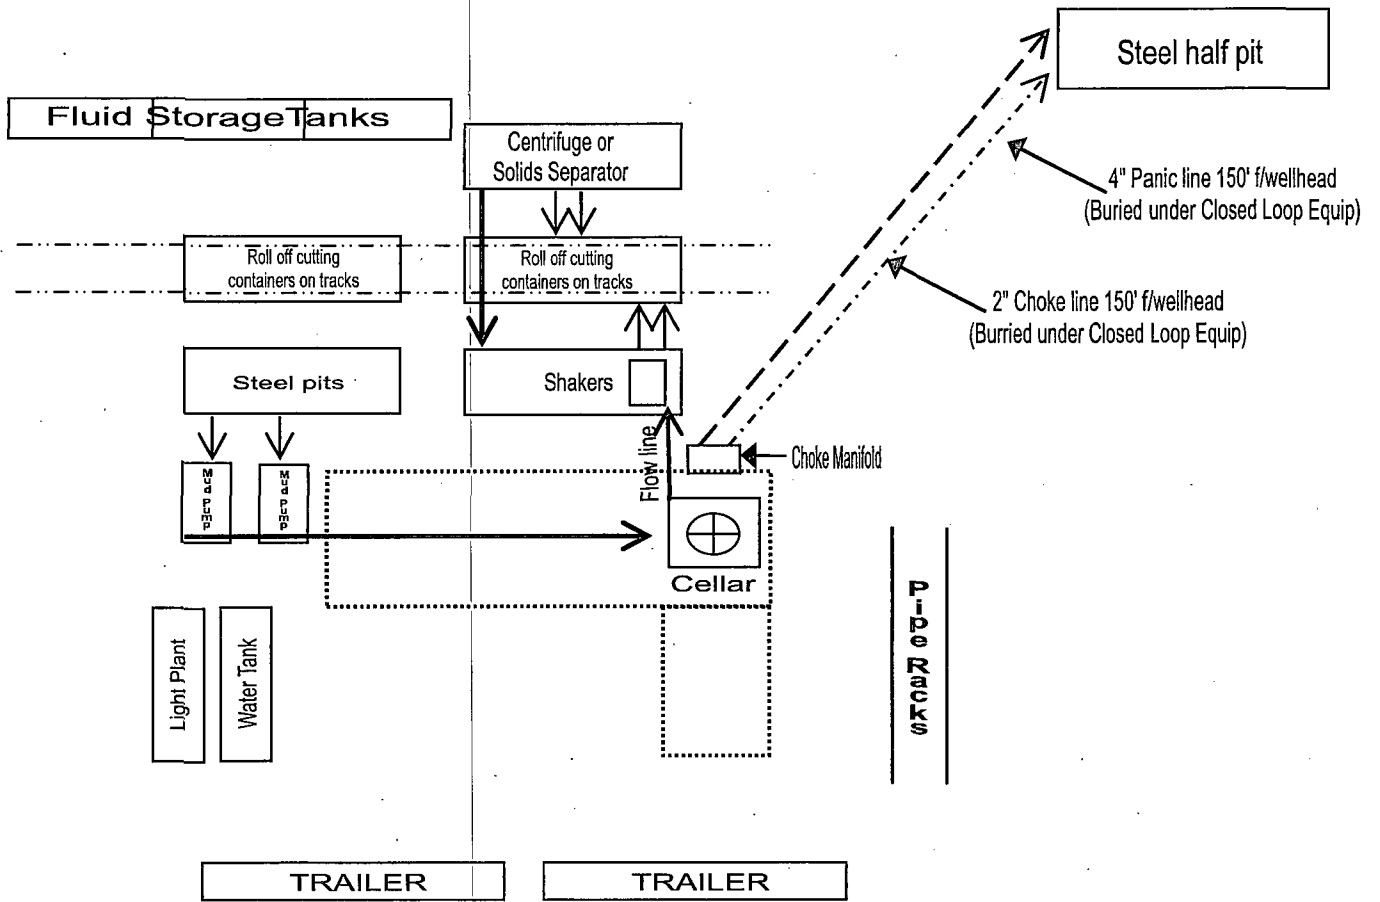 Steel half pit
Fluid StorageTanks
Centrifuge or
Solids Separator
4" Panic line 150' f/wellhead
(Buried under Closed Loop Equip)
Roll off cutting
containers on tracks
Roll off cutting
containers on tracks
2" Choke line 150' f/wellhead
(Burried under Closed Loop Equip)
Steel pits
Shakers
Flow line
Choke Manifold
Mud Pump
Mud Pump
Cellar
Pipe Racks
Light Plant
Water Tank
TRAILER
TRAILER